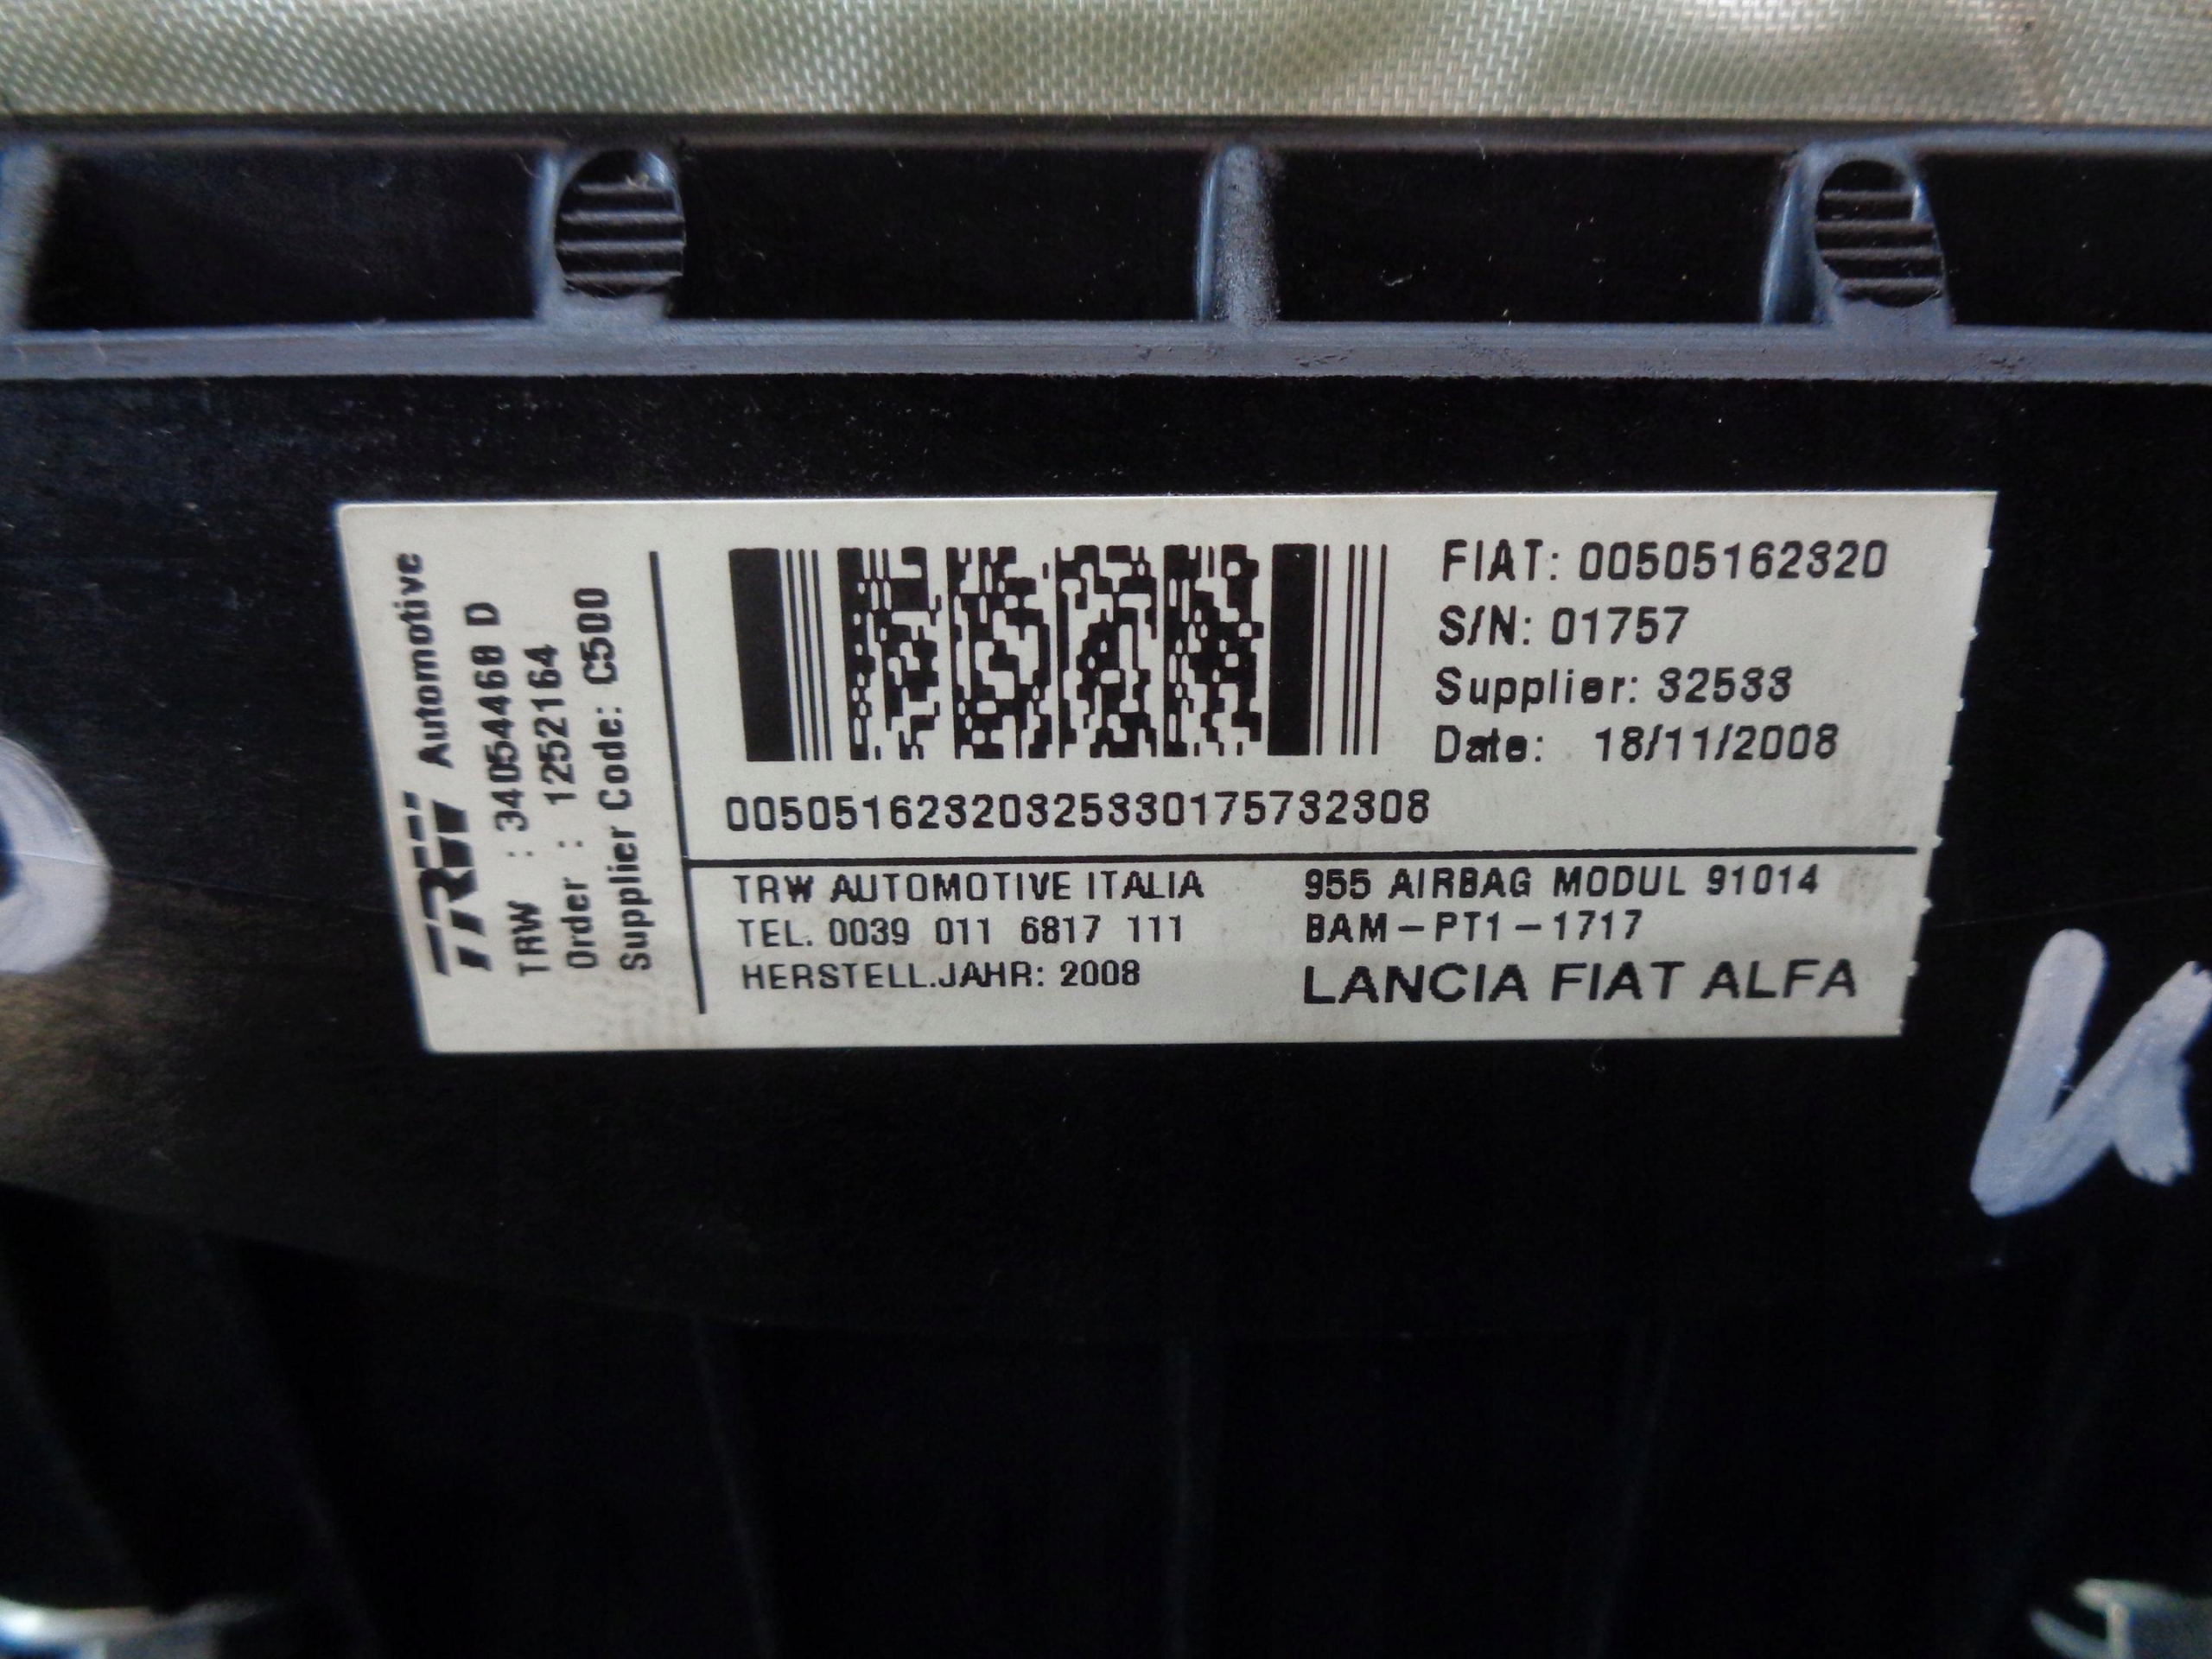 TRW Automotive
TRW : 34054468 D
Order : 1252164
Supplier Code: C500
FIAT: 00505162320
S/N: 01757
Supplier: 32533
Date: 18/11/2008
00505162320325330175732308
TRW AUTOMOTIVE ITALIA
TEL. 0039 011 6817 111
HERSTELL.JAHR: 2008
955 AIRBAG MODUL 91014
BAM-PT1-1717
LANCIA FIAT ALFA